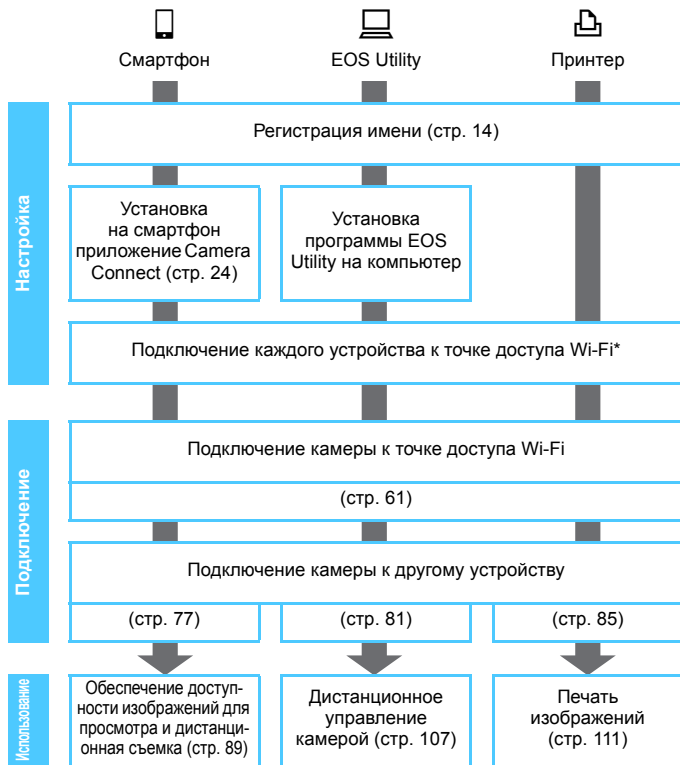 Смартфон
EOS Utility
Принтер
Настройка
Регистрация имени (стр. 14)
Установка
на смартфон
приложение Camera
Connect (стр. 24)
Установка
программы EOS
Utility на компьютер
Подключение каждого устройства к точке доступа Wi-Fi*
Подключение
Подключение камеры к точке доступа Wi-Fi
(стр. 61)
Подключение камеры к другому устройству
(стр. 77)
(стр. 81)
(стр. 85)
Использование
Обеспечение доступ-
ности изображений для
просмотра и дистанци-
онная съемка (стр. 89)
Дистанционное
управление
камерой (стр. 107)
Печать
изображений
(стр. 111)